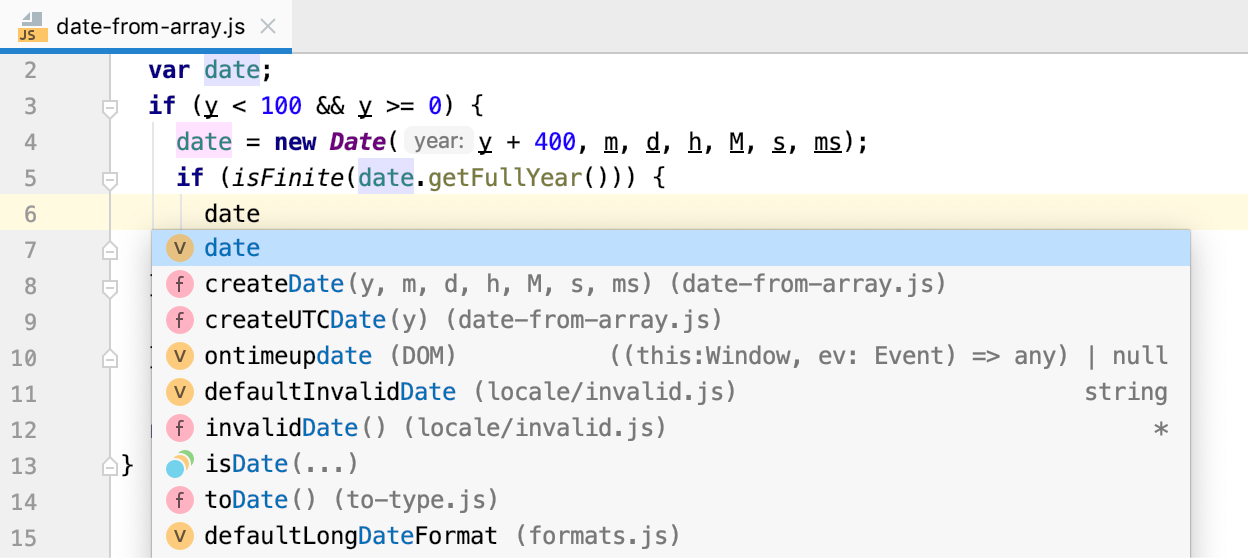 JS date-from-array.js
2 var date;
3 if (y < 100 && y >= 0) {
4 date = new Date( year: y + 400, m, d, h, M, s, ms);
5 if (isFinite(date.getFullYear())) {
6 date
7 v date
8 f createDate(y, m, d, h, M, s, ms) (date-from-array.js)
9 f createUTCDate(y) (date-from-array.js)
10 v ontimeupdate (DOM) ((this:Window, ev: Event) => any) | null
11 v defaultInvalidDate (locale/invalid.js) string
12 f invalidDate() (locale/invalid.js) *
13 } isDate(...)
14 f toDate() (to-type.js)
15 v defaultLongDateFormat (formats.js)